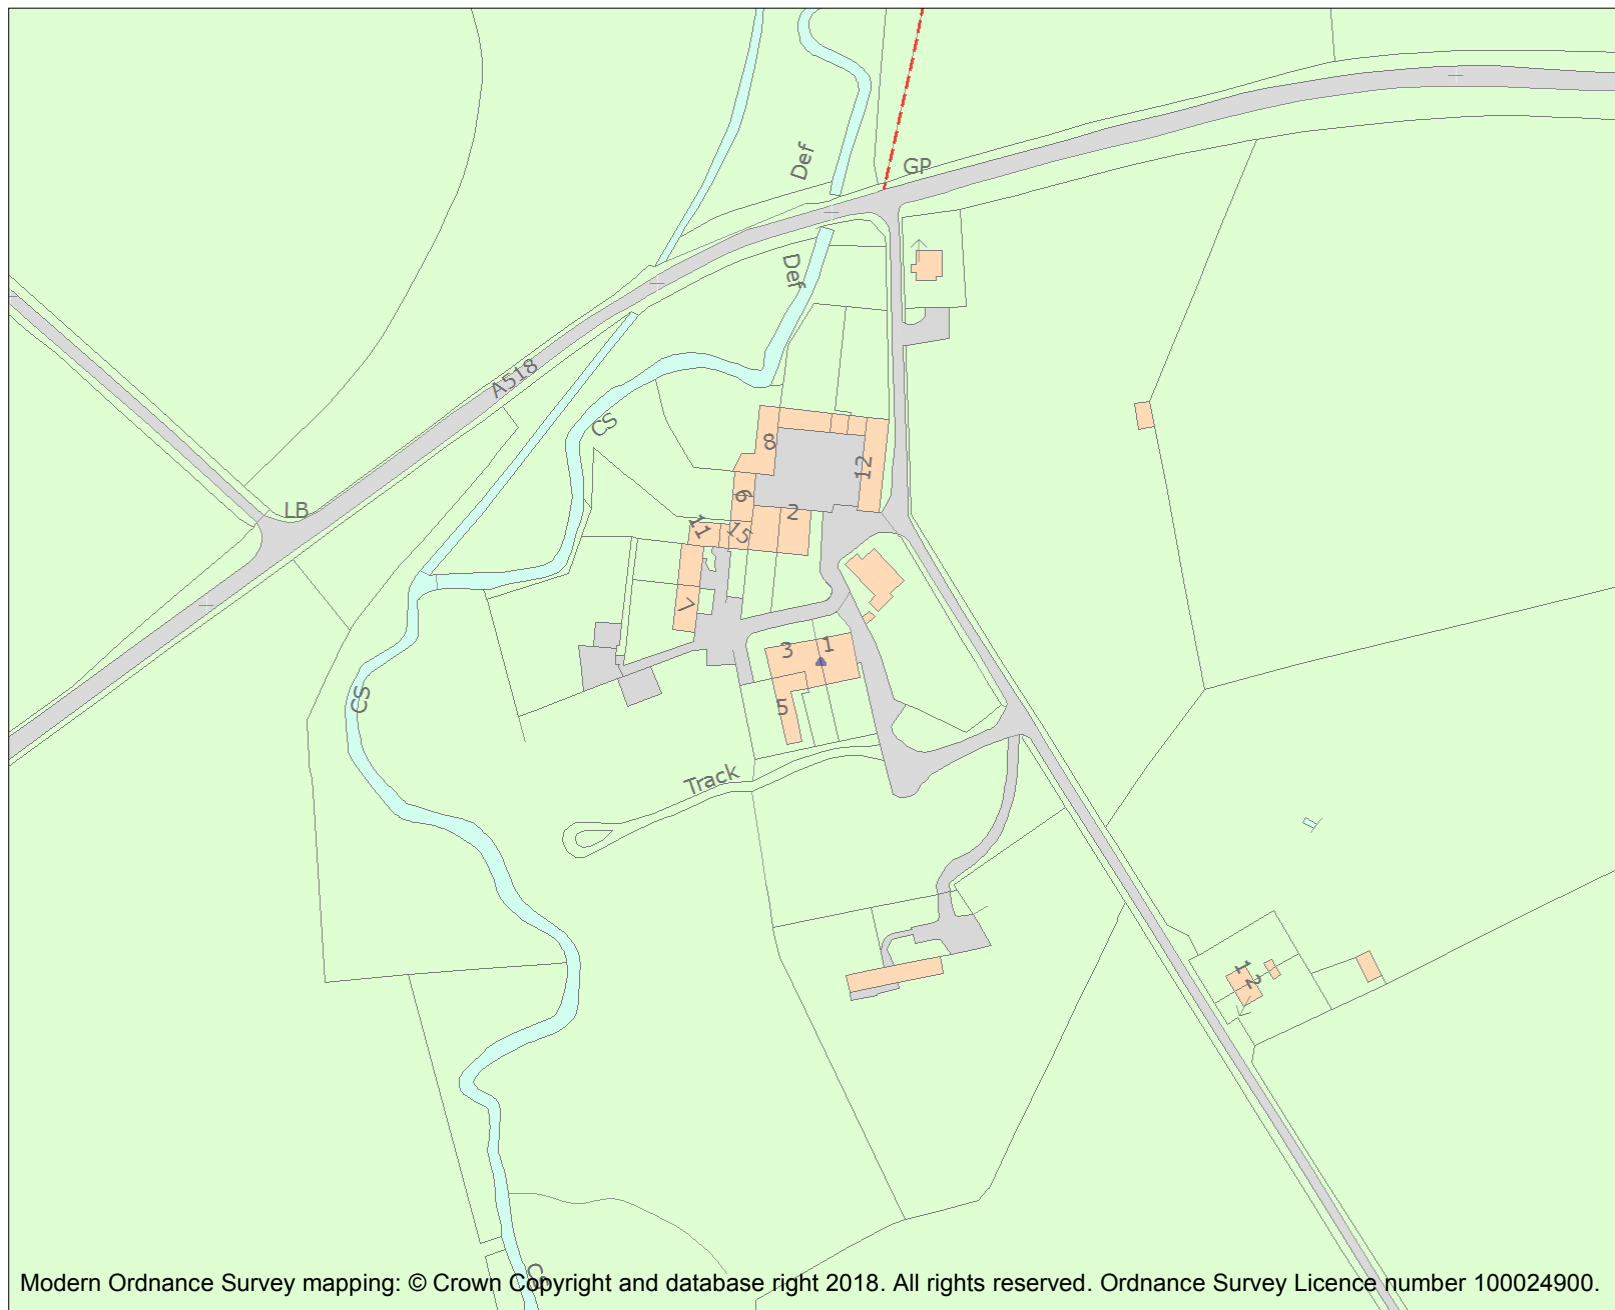 Def
GP
Def
A518
CS
8
12
6
2
LB
11
15
7
3
1
CS
5
Track
1
2
CS
Modern Ordnance Survey mapping: © Crown Copyright and database right 2018. All rights reserved. Ordnance Survey Licence number 100024900.